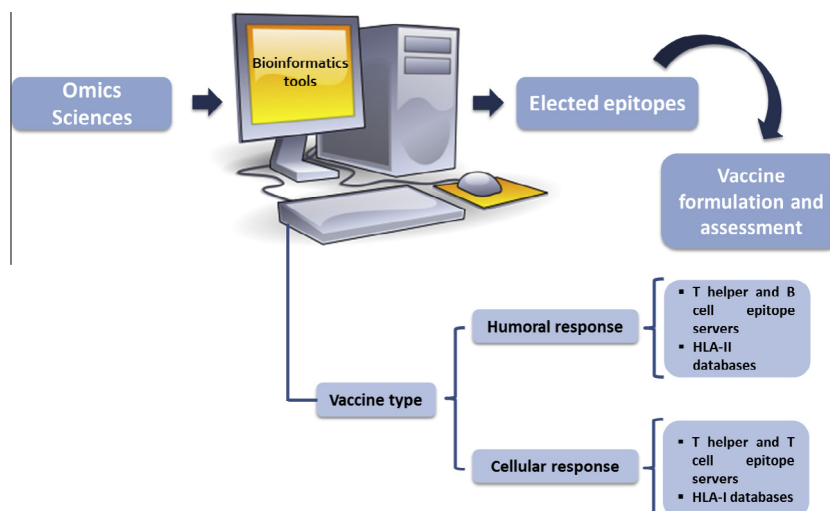 Omics
Sciences
Bioinformatics
tools
Elected epitopes
Vaccine
formulation and
assessment
Vaccine type
Humoral response
▪ T helper and B
cell epitope
servers
▪ HLA-II
databases
Cellular response
▪ T helper and T
cell epitope
servers
▪ HLA-I databases